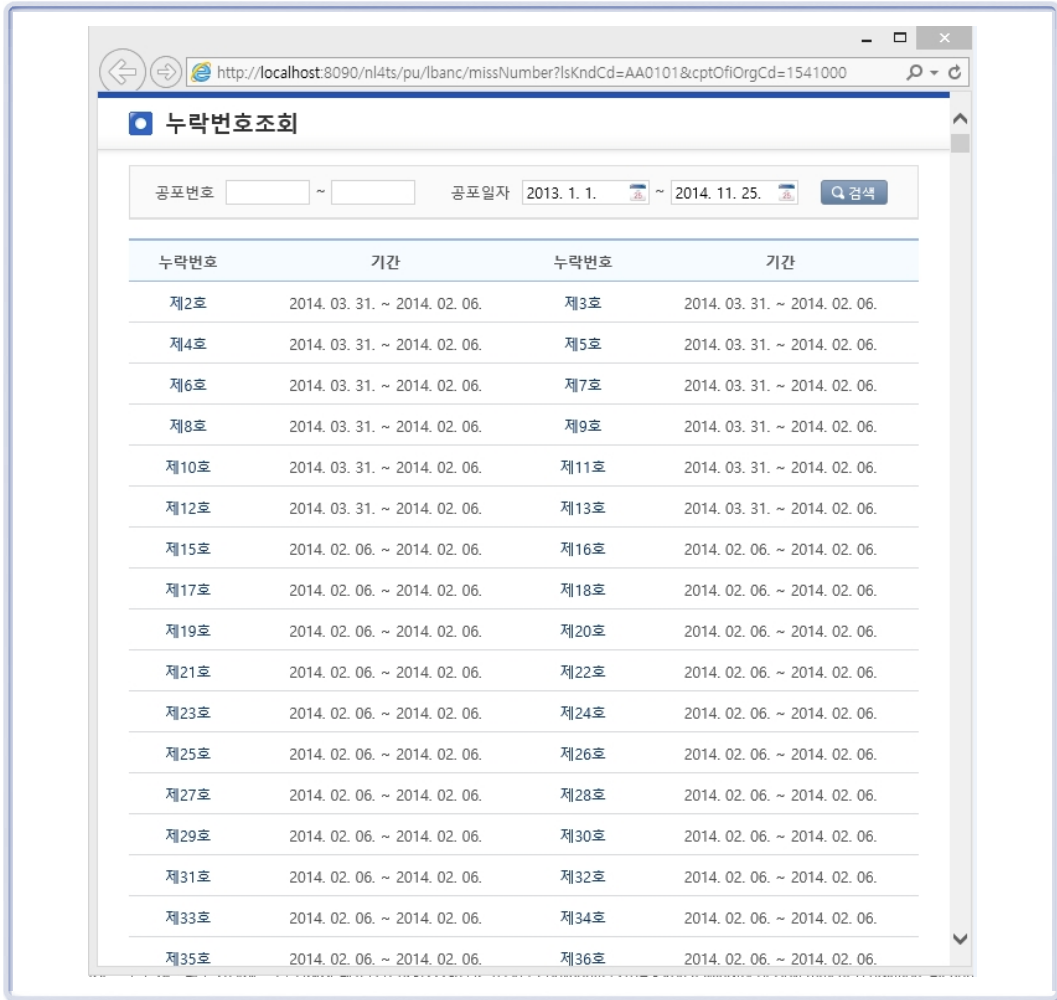 http://localhost:8090/nl4ts/pu/lbanc/missNumber?lsKndCd=AA0101&cptOfiOrgCd=1541000
누락번호조회
공포번호 ~ 공포일자 2013. 1. 1. ~ 2014. 11. 25. 검색
누락번호 기간 누락번호 기간
제2호 2014. 03. 31. ~ 2014. 02. 06. 제3호 2014. 03. 31. ~ 2014. 02. 06.
제4호 2014. 03. 31. ~ 2014. 02. 06. 제5호 2014. 03. 31. ~ 2014. 02. 06.
제6호 2014. 03. 31. ~ 2014. 02. 06. 제7호 2014. 03. 31. ~ 2014. 02. 06.
제8호 2014. 03. 31. ~ 2014. 02. 06. 제9호 2014. 03. 31. ~ 2014. 02. 06.
제10호 2014. 03. 31. ~ 2014. 02. 06. 제11호 2014. 03. 31. ~ 2014. 02. 06.
제12호 2014. 03. 31. ~ 2014. 02. 06. 제13호 2014. 03. 31. ~ 2014. 02. 06.
제15호 2014. 02. 06. ~ 2014. 02. 06. 제16호 2014. 02. 06. ~ 2014. 02. 06.
제17호 2014. 02. 06. ~ 2014. 02. 06. 제18호 2014. 02. 06. ~ 2014. 02. 06.
제19호 2014. 02. 06. ~ 2014. 02. 06. 제20호 2014. 02. 06. ~ 2014. 02. 06.
제21호 2014. 02. 06. ~ 2014. 02. 06. 제22호 2014. 02. 06. ~ 2014. 02. 06.
제23호 2014. 02. 06. ~ 2014. 02. 06. 제24호 2014. 02. 06. ~ 2014. 02. 06.
제25호 2014. 02. 06. ~ 2014. 02. 06. 제26호 2014. 02. 06. ~ 2014. 02. 06.
제27호 2014. 02. 06. ~ 2014. 02. 06. 제28호 2014. 02. 06. ~ 2014. 02. 06.
제29호 2014. 02. 06. ~ 2014. 02. 06. 제30호 2014. 02. 06. ~ 2014. 02. 06.
제31호 2014. 02. 06. ~ 2014. 02. 06. 제32호 2014. 02. 06. ~ 2014. 02. 06.
제33호 2014. 02. 06. ~ 2014. 02. 06. 제34호 2014. 02. 06. ~ 2014. 02. 06.
제35호 2014. 02. 06. ~ 2014. 02. 06. 제36호 2014. 02. 06. ~ 2014. 02. 06.